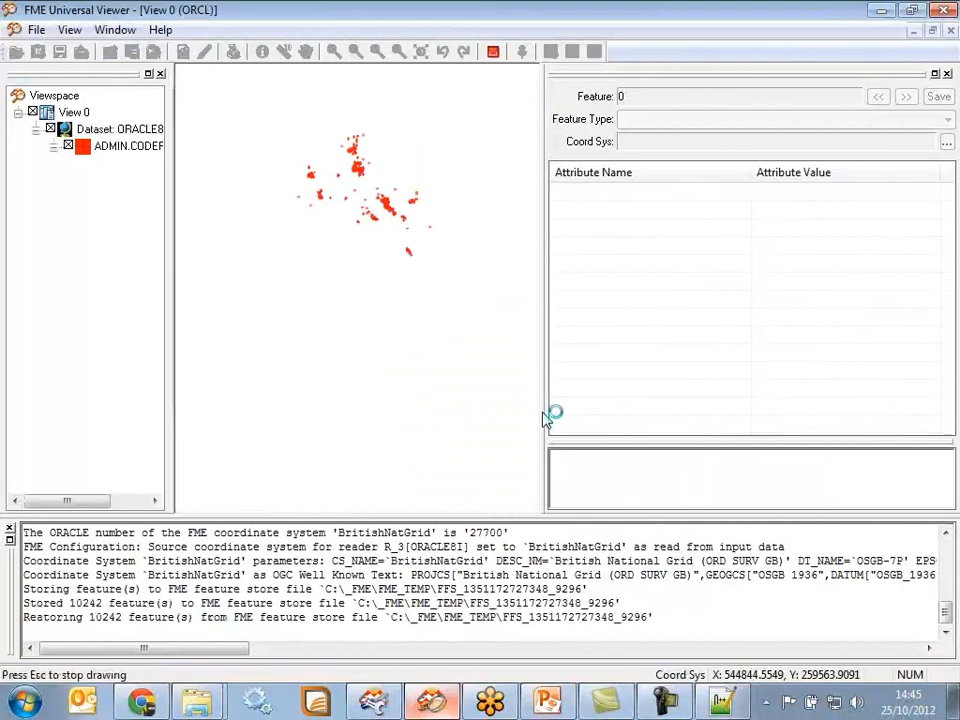 FME Universal Viewer - [View 0 (ORCL)]
File View Window Help
Viewspace
View 0
Dataset: ORACLE8
ADMIN.CODEF
Feature: 0 << >> Save
Feature Type:
Coord Sys: ...
Attribute Name Attribute Value
The ORACLE number of the FME coordinate system 'BritishNatGrid' is '27700'
FME Configuration: Source coordinate system for reader R_3[ORACLE8I] set to `BritishNatGrid' as read from input data
Coordinate System `BritishNatGrid' parameters: CS_NAME=`BritishNatGrid' DESC_NM=`British National Grid (ORD SURV GB)' DT_NAME=`OSGB-7P' EPS
Coordinate System `BritishNatGrid' as OGC Well Known Text: PROJCS["British National Grid (ORD SURV GB)",GEOGCS["OSGB 1936",DATUM["OSGB_1936
Storing feature(s) to FME feature store file `C:\_FME\FME_TEMP\FFS_1351172727348_9296'
Stored 10242 feature(s) to FME feature store file `C:\_FME\FME_TEMP\FFS_1351172727348_9296'
Restoring 10242 feature(s) from FME feature store file `C:\_FME\FME_TEMP\FFS_1351172727348_9296'
Press Esc to stop drawing Coord Sys X: 544844.5549, Y: 259563.9091 NUM
14:45
25/10/2012